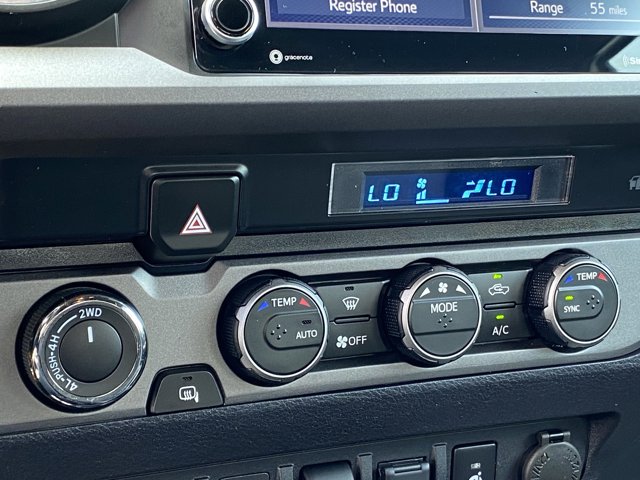 Register Phone
Range 55 miles
gracenote.
LO LO
2WD
4H
4L-PUSH
TEMP
AUTO
OFF
MODE
A/C
TEMP
SYNC